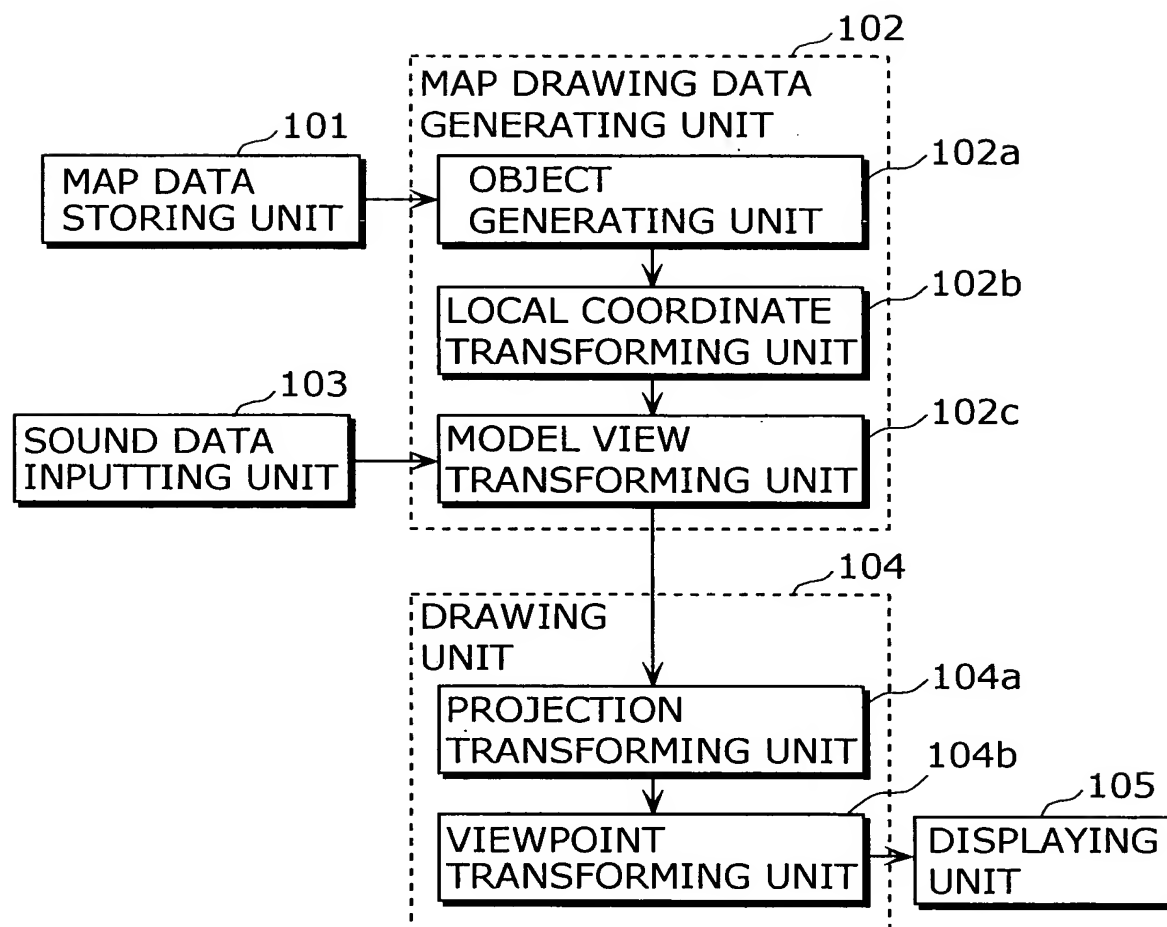 102
MAP DRAWING DATA
GENERATING UNIT
101
MAP DATA
STORING UNIT
102a
OBJECT
GENERATING UNIT
102b
LOCAL COORDINATE
TRANSFORMING UNIT
103
SOUND DATA
INPUTTING UNIT
102c
MODEL VIEW
TRANSFORMING UNIT
104
DRAWING
UNIT
104a
PROJECTION
TRANSFORMING UNIT
104b
VIEWPOINT
TRANSFORMING UNIT
105
DISPLAYING
UNIT